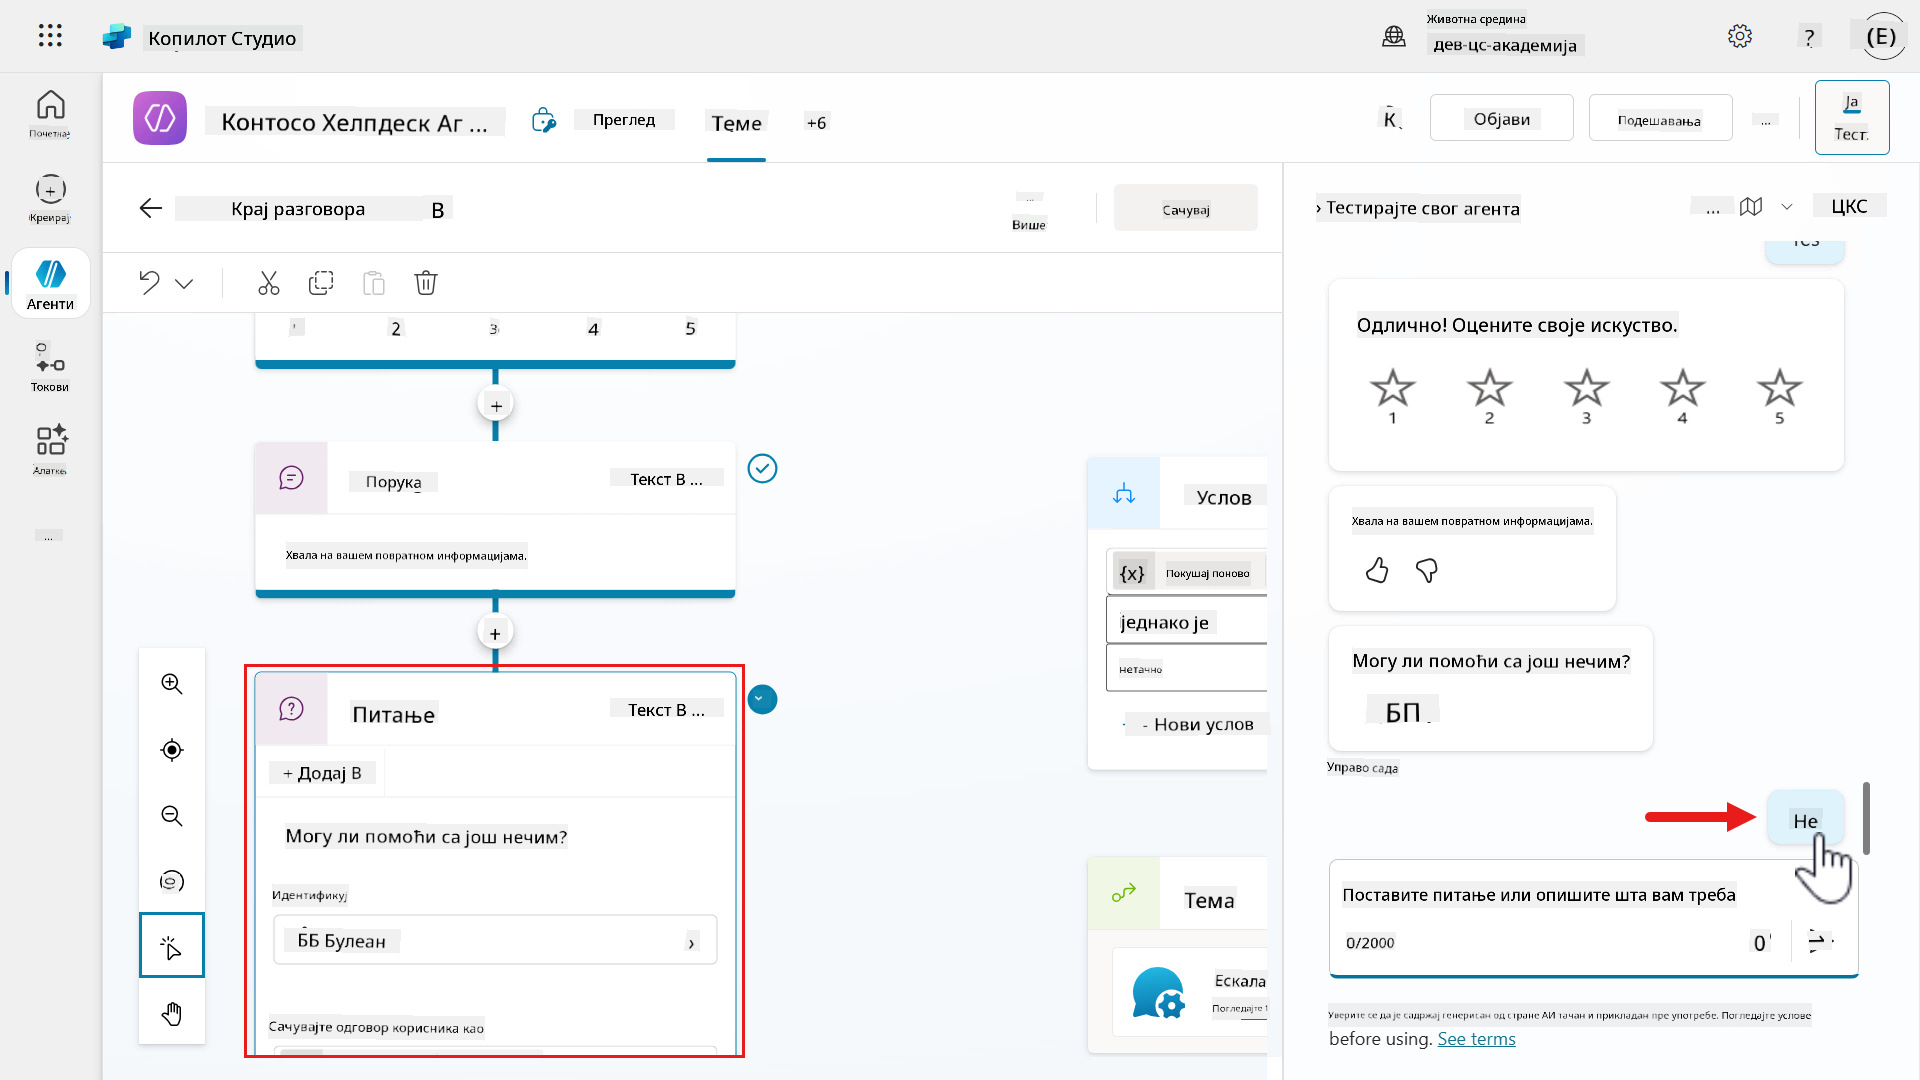 Копилот Студио
Животна средина
дев-цс-академија
?
(Е)
Почетнај
Креирај
Агенти
Токови
Алатке
...
Контосо Хелпдеск Аг ...
Преглед
Теме
+6
Објави
Подешавања
...
Ја
Тест.
Крај разговора
В
...
Више
Сачувај
2
3
4
5
Порука
Текст В ...
Хвала на вашем повратном информацијама.
Питање
Текст В ...
+ Додај В
Могу ли помоћи са још нечим?
Идентификуј
ББ Булеан
Сачувајте одговор корисника као
Услов
{x}
Покушај поново
једнако је
нетачно
- Нови услов
Тема
Ескала
Погледајте
› Тестирајте свог агента
...
ЦКС
Yes
Одлично! Оцените своје искуство.
1
2
3
4
5
Хвала на вашем повратном информацијама.
Могу ли помоћи са још нечим?
БП
Управо сада
Не
Поставите питање или опишите шта вам треба
0/2000
Уверите се да је садржај генерисан од стране АИ тачан и прикладан пре употребе. Погледајте услове
before using. See terms